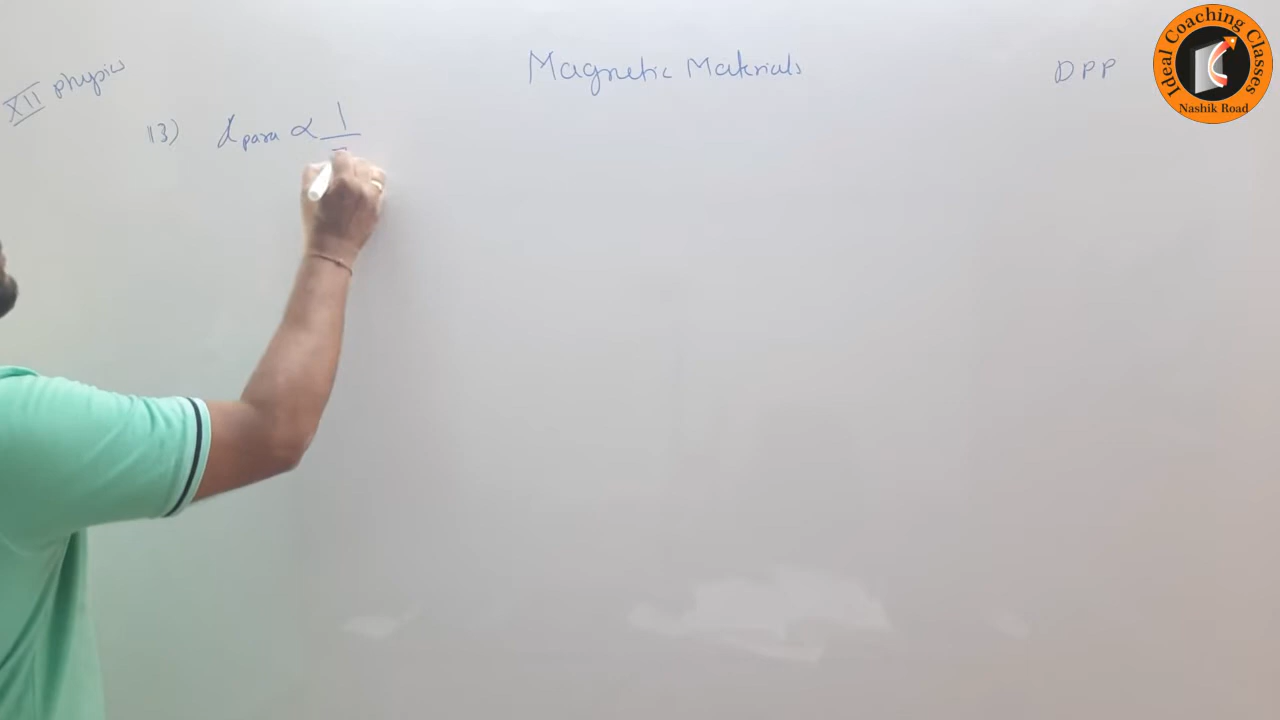 XII physics
Magnetic Materials
DPP
13) χpara ∝ 1/
Ideal Coaching Classes
Nashik Road